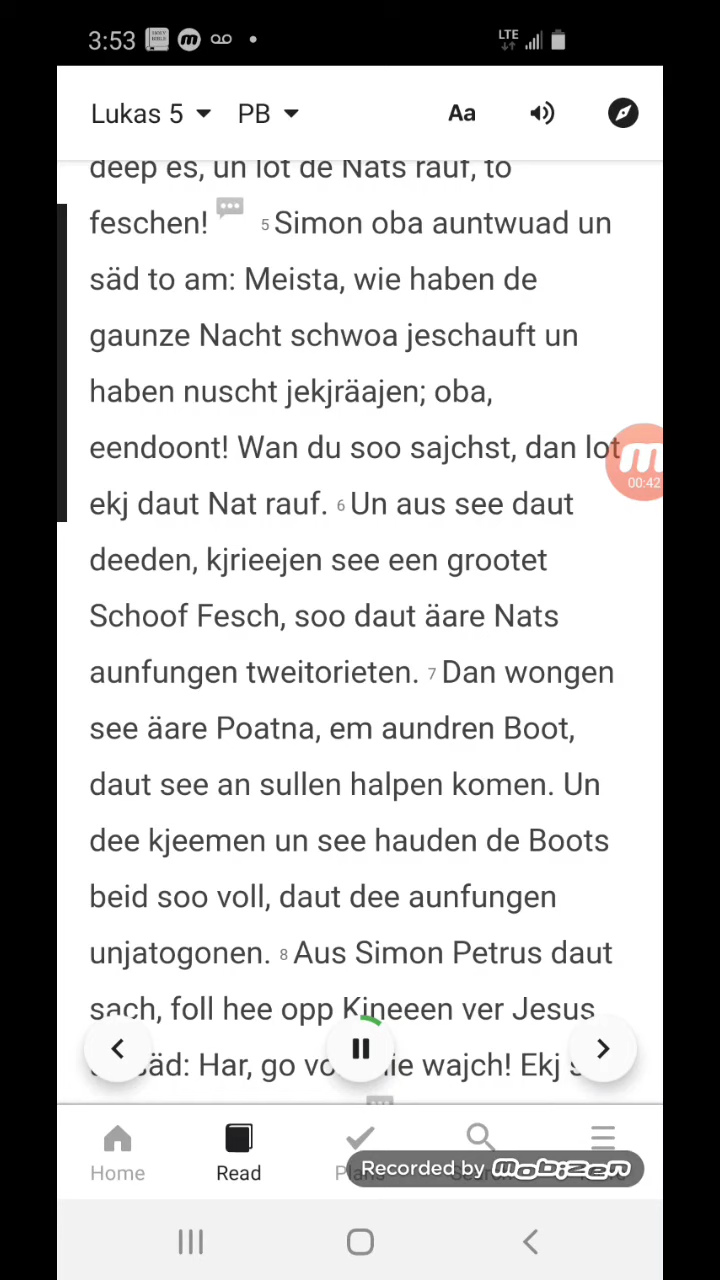 3:53 LTE
Lukas 5 PB Aa
deep es, un lot de Nats rauf, to
feschen! 5 Simon oba auntwuad un
säd to am: Meista, wie haben de
gaunze Nacht schwoa jeschauft un
haben nuscht jekjräajen; oba,
eendoont! Wan du soo sajchst, dan lot
00:42
ekj daut Nat rauf. 6 Un aus see daut
deeden, kjrieejen see een grootet
Schoof Fesch, soo daut äare Nats
aunfungen tweitorieten. 7 Dan wongen
see äare Poatna, em aundren Boot,
daut see an sullen halpen komen. Un
dee kjeemen un see hauden de Boots
beid soo voll, daut dee aunfungen
unjatogonen. 8 Aus Simon Petrus daut
sach, foll hee opp Kjneeen ver Jesus
säd: Har, go wajch! Ekj
Home Read
Recorded by mobizen